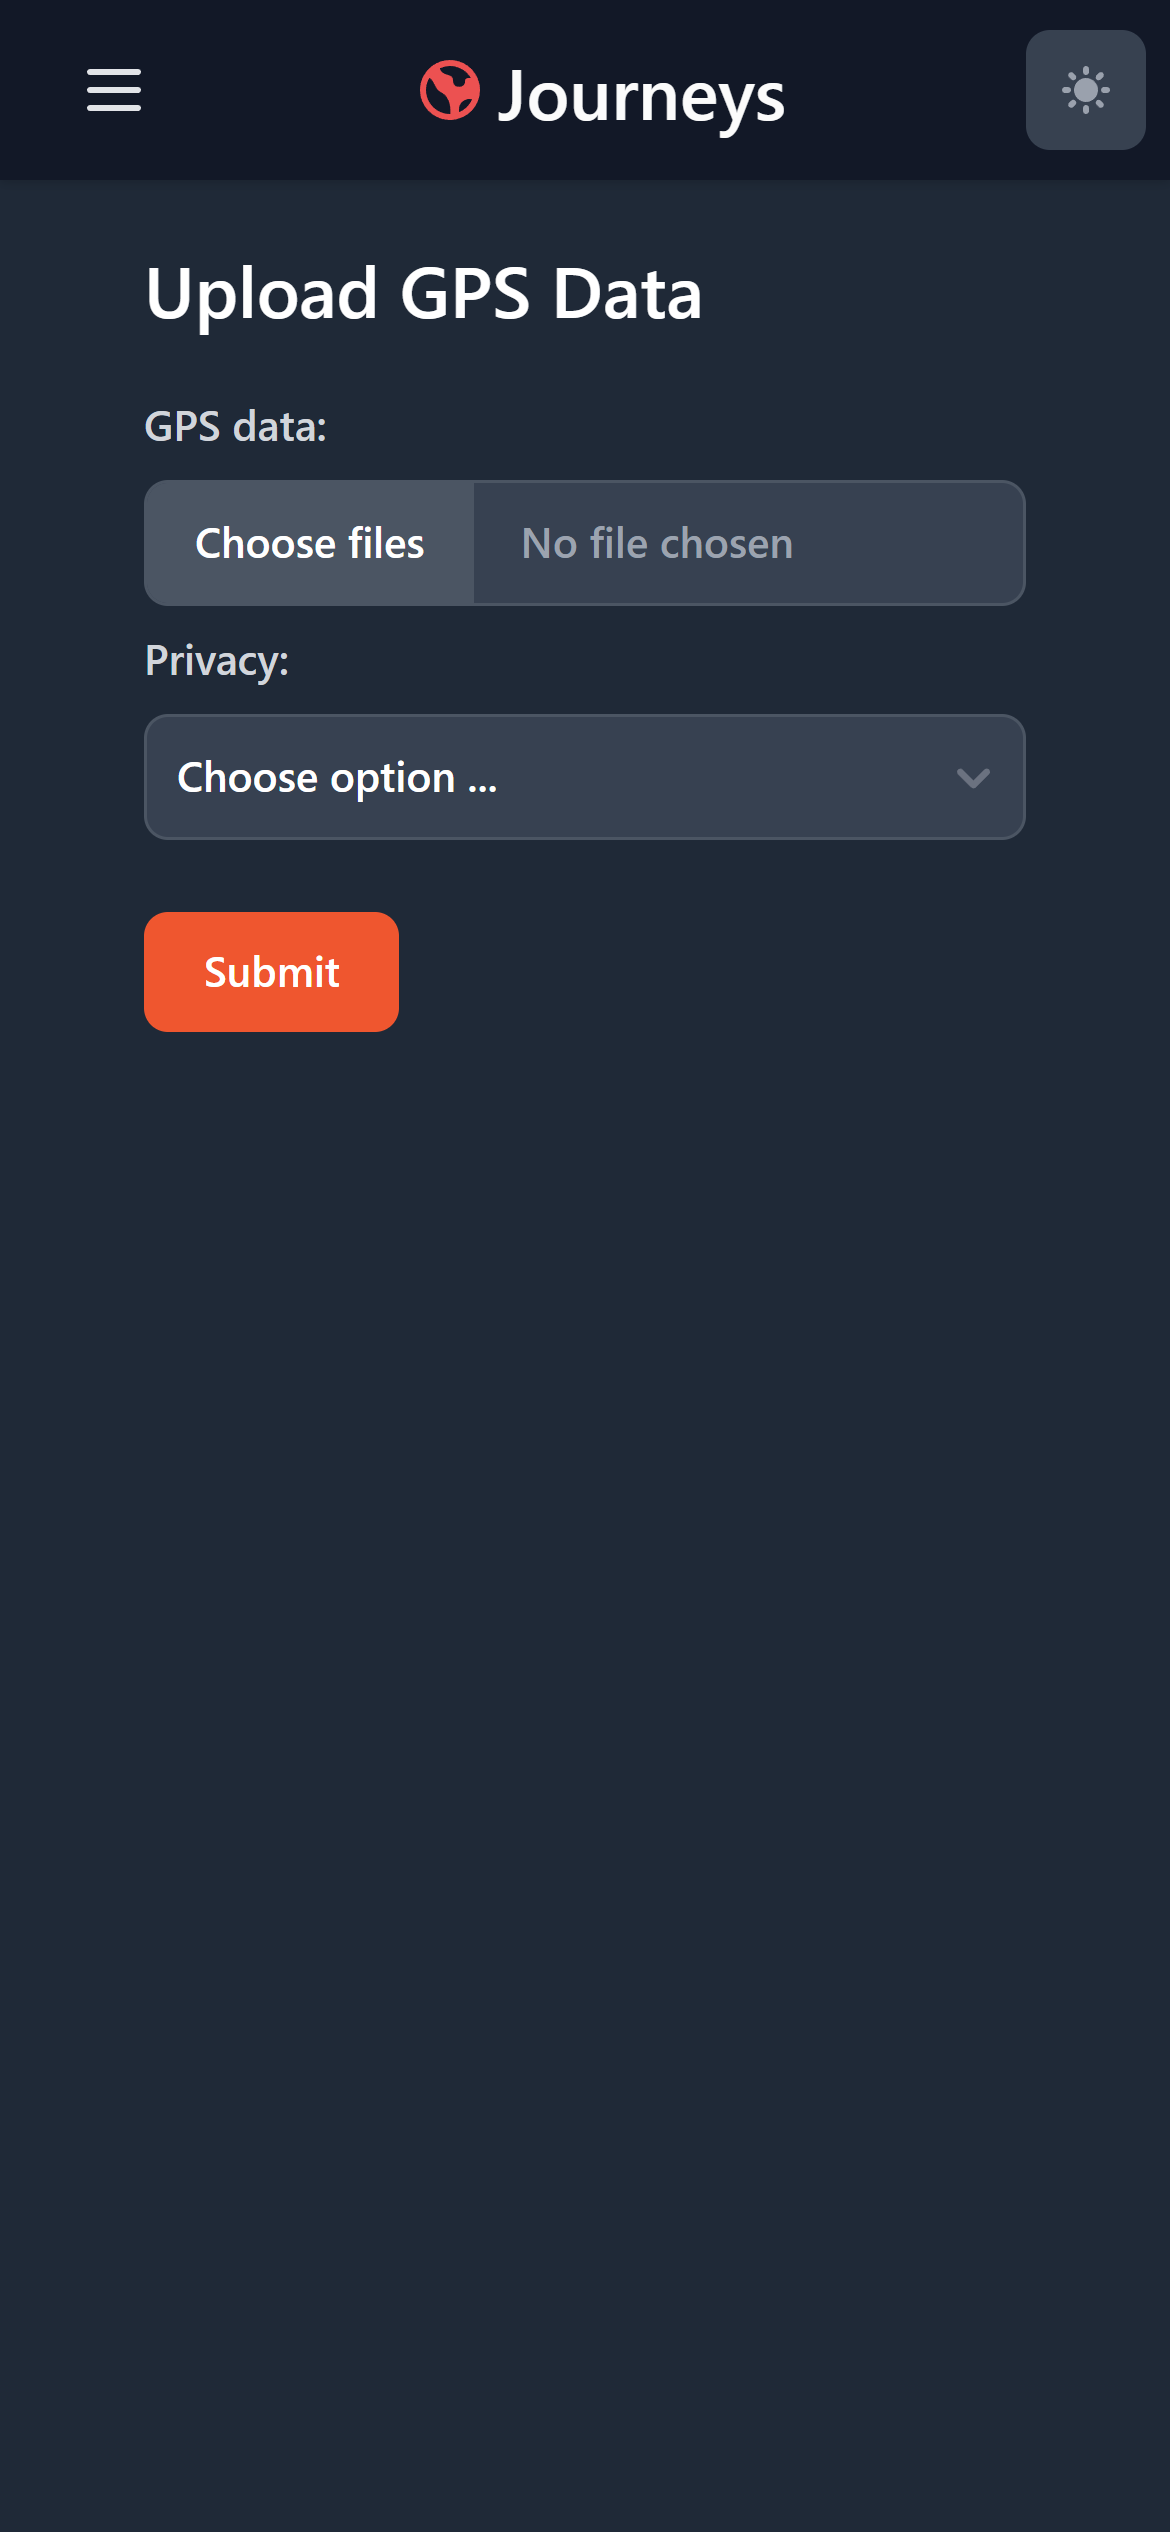 Journeys
Upload GPS Data
GPS data:
Choose files No file chosen
Privacy:
Choose option ...
Submit